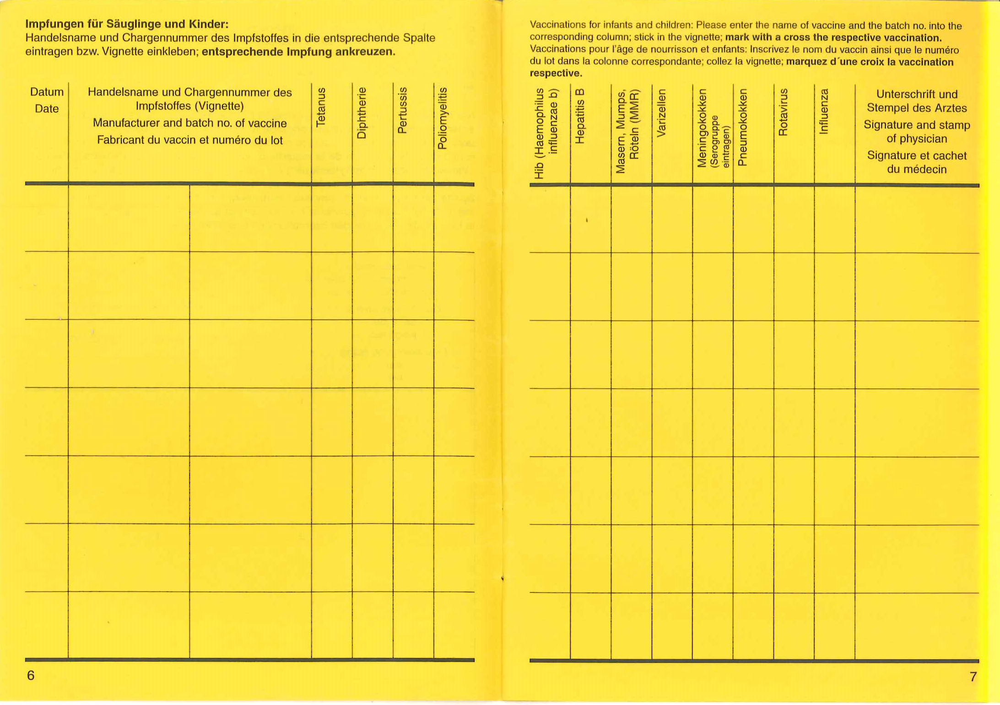 Impfungen für Säuglinge und Kinder:
Handelsname und Chargennummer des Impfstoffes in die entsprechende Spalte
eintragen bzw. Vignette einkleben; entsprechende Impfung ankreuzen.
Datum
Date
Handelsname und Chargennummer des
Impfstoffes (Vignette)
Manufacturer and batch no. of vaccine
Fabricant du vaccin et numéro du lot
Tetanus
Diphtherie
Pertussis
Poliomyelitis
6
Vaccinations for infants and children: Please enter the name of vaccine and the batch no. into the
corresponding column; stick in the vignette; mark with a cross the respective vaccination.
Vaccinations pour l'âge de nourrisson et enfants: Inscrivez le nom du vaccin ainsi que le numéro
du lot dans la colonne correspondante; collez la vignette; marquez d´une croix la vaccination
respective.
Hib (Haemophilus
influenzae b)
Hepatitis B
Masern, Mumps,
Röteln (MMR)
Varizellen
Meningokokken
(Serogruppe
eintragen)
Pneumokokken
Rotavirus
Influenza
Unterschrift und
Stempel des Arztes
Signature and stamp
of physician
Signature et cachet
du médecin
7